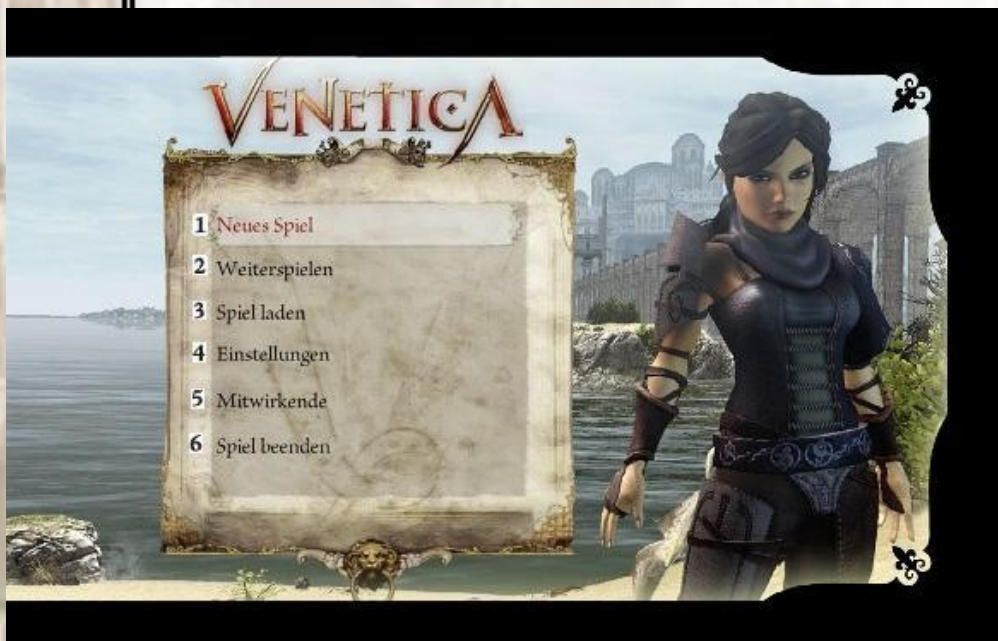 VENETICA
1 Neues Spiel
2 Weiterspielen
3 Spiel laden
4 Einstellungen
5 Mitwirkende
6 Spiel beenden